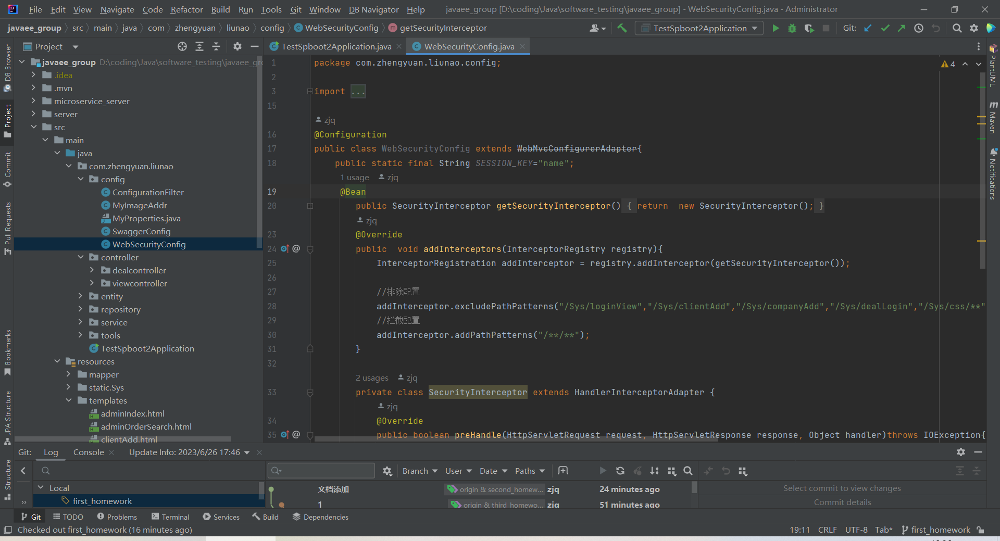 File Edit View Navigate Code Refactor Build Run Tools Git Window DB Navigator Help javaee_group [D:\coding\Java\software_testing\javaee_group] - WebSecurityConfig.java - Administrator
javaee_group src main java com zhengyuan liunao config WebSecurityConfig getSecurityInterceptor TestSpboot2Application Git:
Project
TestSpboot2Application.java WebSecurityConfig.java
DB Browser
Project
Commit
Pull Requests
Bookmarks
JPA Structure
Structure
javaee_group D:\coding\Java\software_testing\javaee_gr
.idea
.mvn
microservice_server
server
src
main
java
com.zhengyuan.liunao
config
ConfigurationFilter
MyImageAddr
MyProperties.java
SwaggerConfig
WebSecurityConfig
controller
dealcontroller
viewcontroller
entity
repository
service
tools
TestSpboot2Application
resources
mapper
static.Sys
templates
adminIndex.html
adminOrderSearch.html
clientAdd.html
4
1 package com.zhengyuan.liunao.config;
2
3 import ...
15
zjq
16 @Configuration
17 public class WebSecurityConfig extends WebMvcConfigurerAdapter{
18 public static final String SESSION_KEY="name";
1 usage zjq
19 @Bean
20 public SecurityInterceptor getSecurityInterceptor() { return new SecurityInterceptor(); }
zjq
23 @Override
24 public void addInterceptors(InterceptorRegistry registry){
25 InterceptorRegistration addInterceptor = registry.addInterceptor(getSecurityInterceptor());
26
27 //排除配置
28 addInterceptor.excludePathPatterns("/Sys/loginView","/Sys/clientAdd","/Sys/companyAdd","/Sys/dealLogin","/Sys/css/**"
29 //拦截配置
30 addInterceptor.addPathPatterns("/**/**");
31 }
32
2 usages zjq
33 private class SecurityInterceptor extends HandlerInterceptorAdapter {
zjq
34 @Override
35 public boolean preHandle(HttpServletRequest request, HttpServletResponse response, Object handler)throws IOException{
PlantUML
Maven
Notifications
Git: Log Console Update Info: 2023/6/26 17:46
Branch User Date Paths
Local
first_homework
文档添加 origin & second_homew... zjq 24 minutes ago
1 origin & third_homewo... zjq 51 minutes ago
Select commit to view changes
Commit details
Git TODO Problems Terminal Services Build Dependencies
Checked out first_homework (16 minutes ago) 19:11 CRLF UTF-8 Tab* first_homework